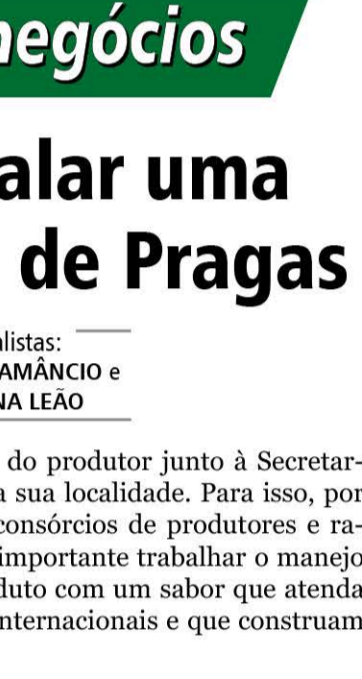 negócios
alar uma
de Pragas
listas:
AMÂNCIO e
NA LEÃO
do produtor junto à Secretar-
a sua localidade. Para isso, por
consórcios de produtores e ra-
importante trabalhar o manejo
duto com um sabor que atenda
nternacionais e que construam